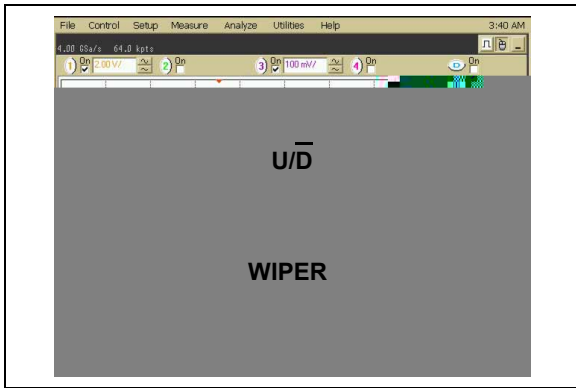 File Control Setup Measure Analyze Utilities Help 3:40 AM
4.00 GSa/s 64.0 kpts
1 On 2.00 V/ 2 On 3 On 100 mV/ 4 On D On
U/D̅
WIPER